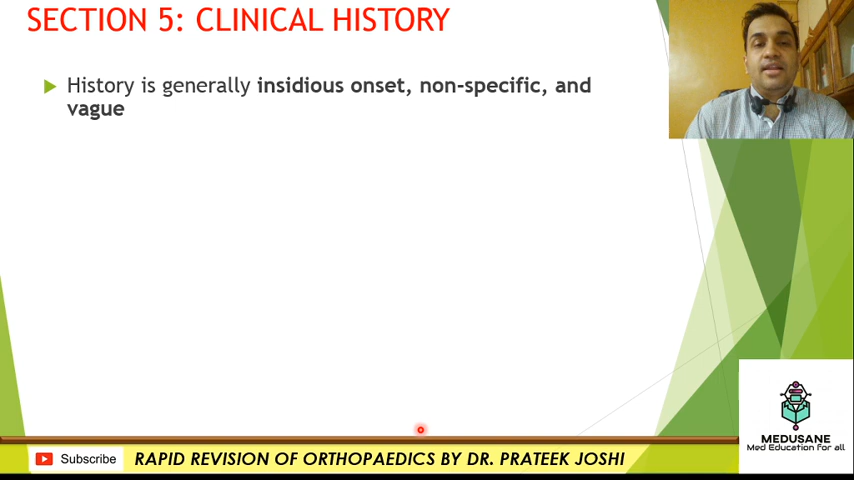 SECTION 5: CLINICAL HISTORY
History is generally insidious onset, non-specific, and
vague
MEDUSANE
Med Education For all
Subscribe
RAPID REVISION OF ORTHOPAEDICS BY DR. PRATEEK JOSHI